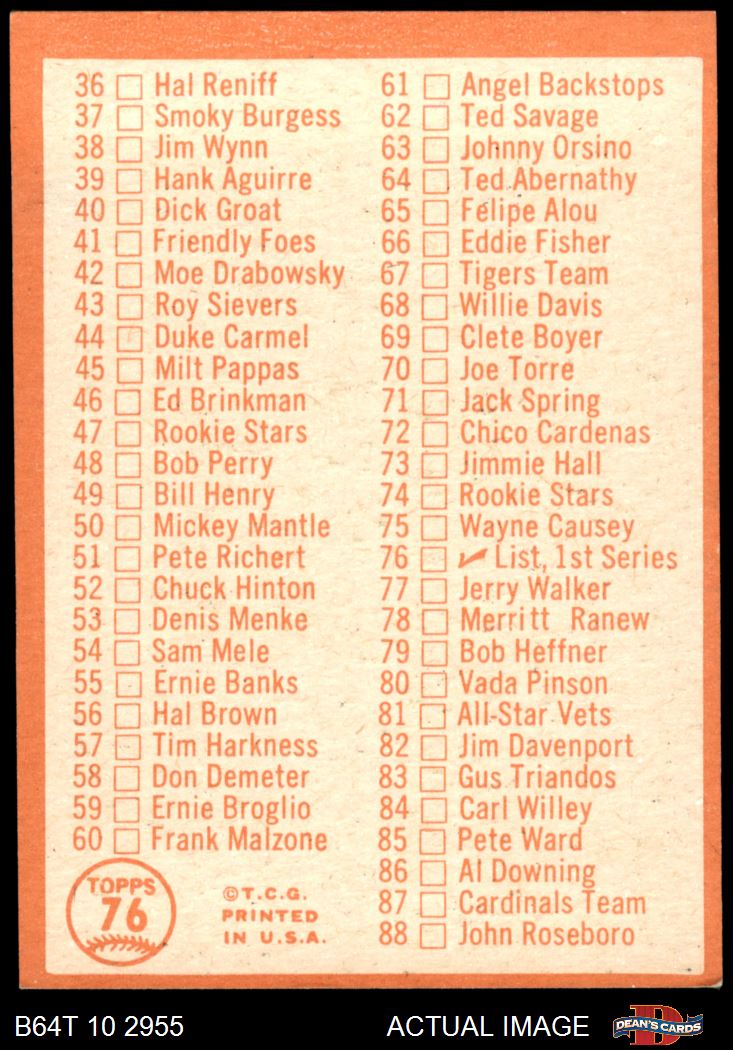 36 Hal Reniff
37 Smoky Burgess
38 Jim Wynn
39 Hank Aguirre
40 Dick Groat
41 Friendly Foes
42 Moe Drabowsky
43 Roy Sievers
44 Duke Carmel
45 Milt Pappas
46 Ed Brinkman
47 Rookie Stars
48 Bob Perry
49 Bill Henry
50 Mickey Mantle
51 Pete Richert
52 Chuck Hinton
53 Denis Menke
54 Sam Mele
55 Ernie Banks
56 Hal Brown
57 Tim Harkness
58 Don Demeter
59 Ernie Broglio
60 Frank Malzone
61 Angel Backstops
62 Ted Savage
63 Johnny Orsino
64 Ted Abernathy
65 Felipe Alou
66 Eddie Fisher
67 Tigers Team
68 Willie Davis
69 Clete Boyer
70 Joe Torre
71 Jack Spring
72 Chico Cardenas
73 Jimmie Hall
74 Rookie Stars
75 Wayne Causey
76 ✓ List, 1st Series
77 Jerry Walker
78 Merritt Ranew
79 Bob Heffner
80 Vada Pinson
81 All-Star Vets
82 Jim Davenport
83 Gus Triandos
84 Carl Willey
85 Pete Ward
86 Al Downing
87 Cardinals Team
88 John Roseboro
TOPPS
76
©T.C.G.
PRINTED
IN U.S.A.
B64T 10 2955
ACTUAL IMAGE
D
DEAN'S CARDS